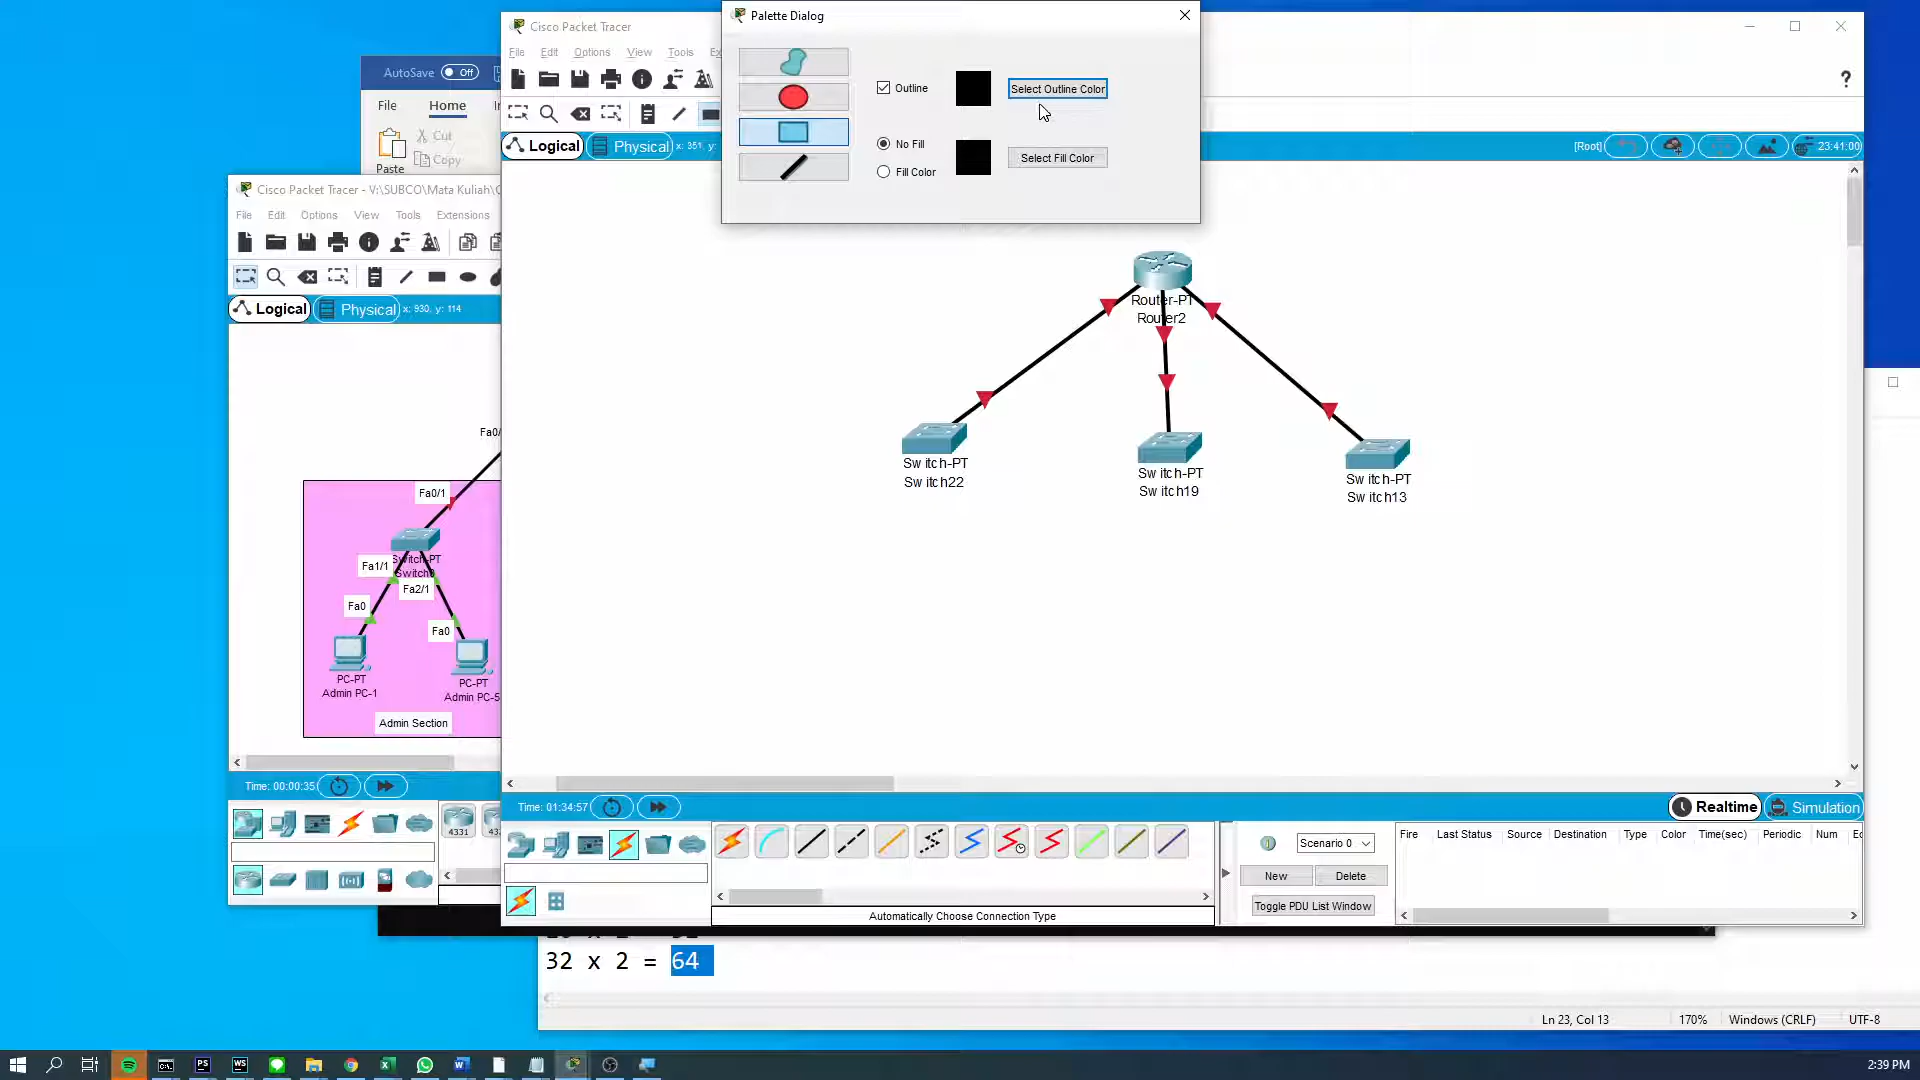 Palette Dialog
Outline
Select Outline Color
No Fill
Fill Color
Select Fill Color
Cisco Packet Tracer
File Edit Options View Tools
Logical
Physical
x: 351, y:
[Root]
23:41:00
Router-PT
Router2
Switch-PT
Switch22
Switch-PT
Switch19
Switch-PT
Switch13
Time: 01:34:57
Realtime
Simulation
Automatically Choose Connection Type
Scenario 0
New
Delete
Toggle PDU List Window
Fire Last Status Source Destination Type Color Time(sec) Periodic Num
AutoSave Off
File Home
Cut
Copy
Paste
Cisco Packet Tracer - V:\SUBCO\Mata Kuliah\
File Edit Options View Tools Extensions
Logical
Physical
x: 930, y: 114
Fa0/
Fa0/1
Switch-PT
Fa1/1
Fa2/1
Fa0
Fa0
PC-PT
Admin PC-1
PC-PT
Admin PC-5
Admin Section
Time: 00:00:35
4331
32 x 2 = 64
Ln 23, Col 13
170%
Windows (CRLF)
UTF-8
2:39 PM